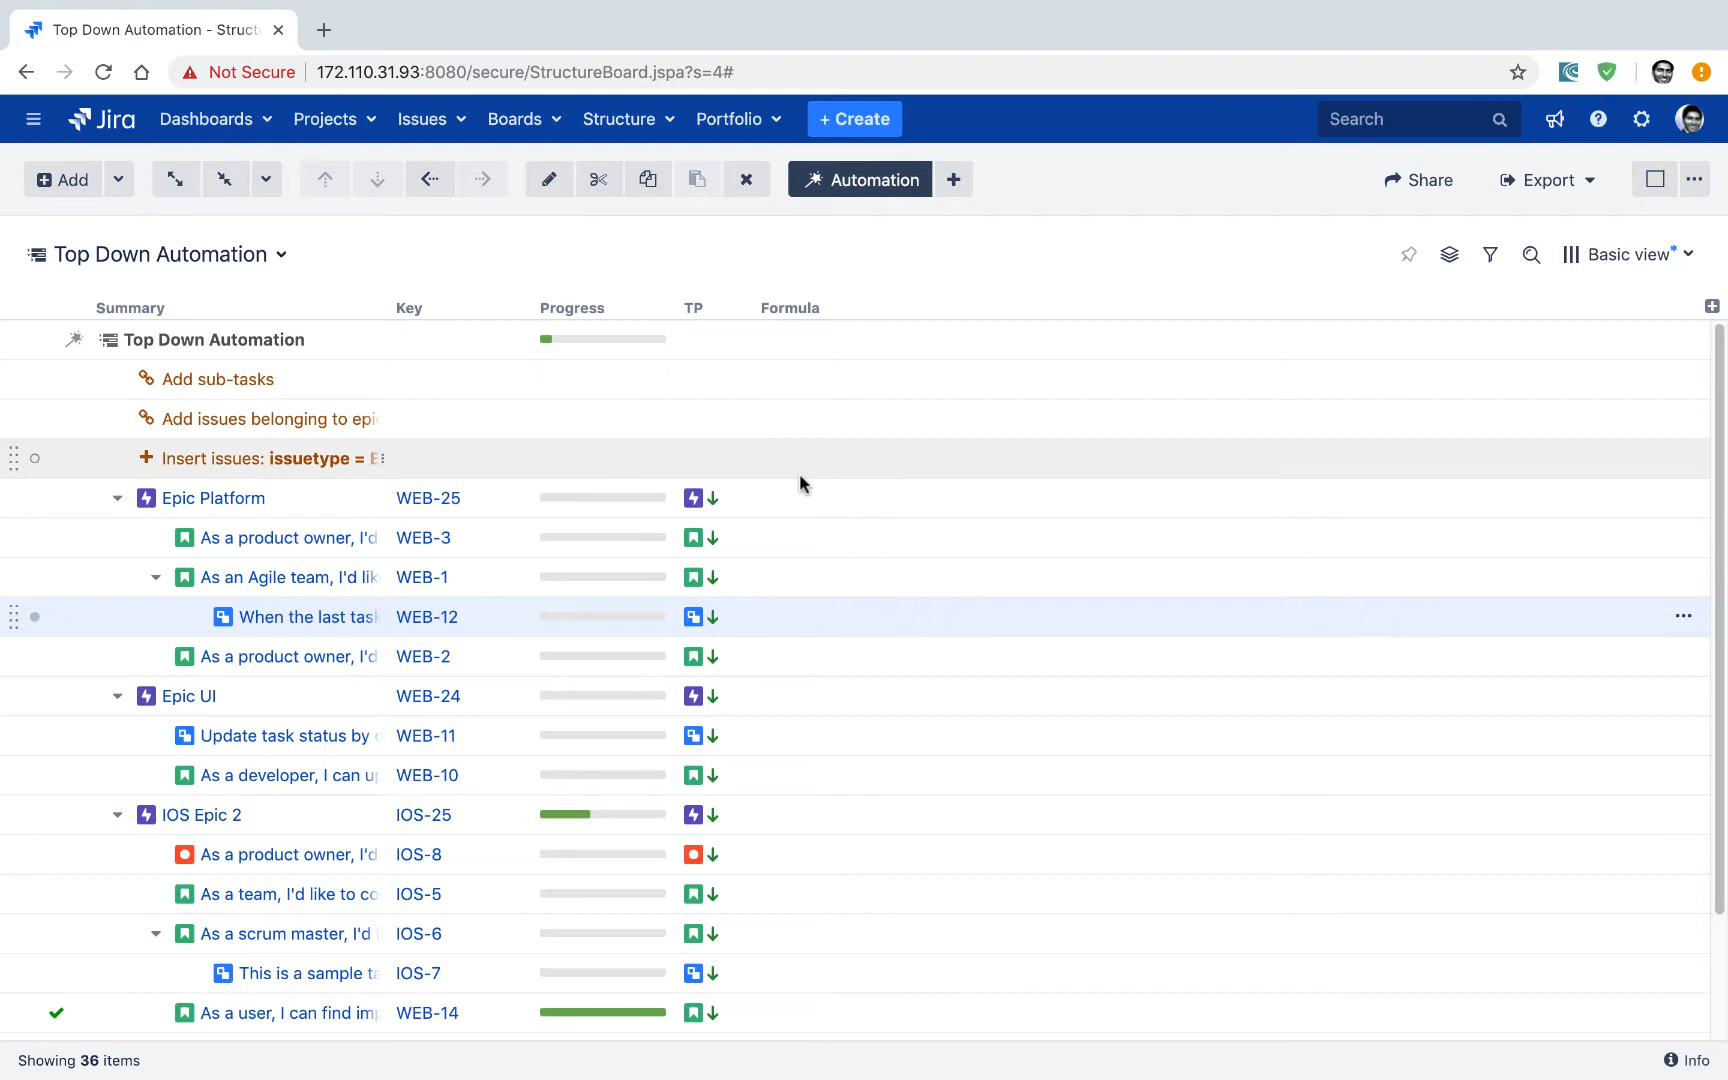 Top Down Automation - Struct
Not Secure 172.110.31.93:8080/secure/StructureBoard.jspa?s=4#
Jira Dashboards Projects Issues Boards Structure Portfolio + Create Search
Add Automation Share Export
Top Down Automation Basic view*
Summary Key Progress TP Formula
Top Down Automation
Add sub-tasks
Add issues belonging to epic
Insert issues: issuetype = E
Epic Platform WEB-25
As a product owner, I'd WEB-3
As an Agile team, I'd lik WEB-1
When the last task WEB-12
As a product owner, I'd WEB-2
Epic UI WEB-24
Update task status by WEB-11
As a developer, I can up WEB-10
IOS Epic 2 IOS-25
As a product owner, I'd IOS-8
As a team, I'd like to co IOS-5
As a scrum master, I'd IOS-6
This is a sample ta IOS-7
As a user, I can find imp WEB-14
Showing 36 items Info